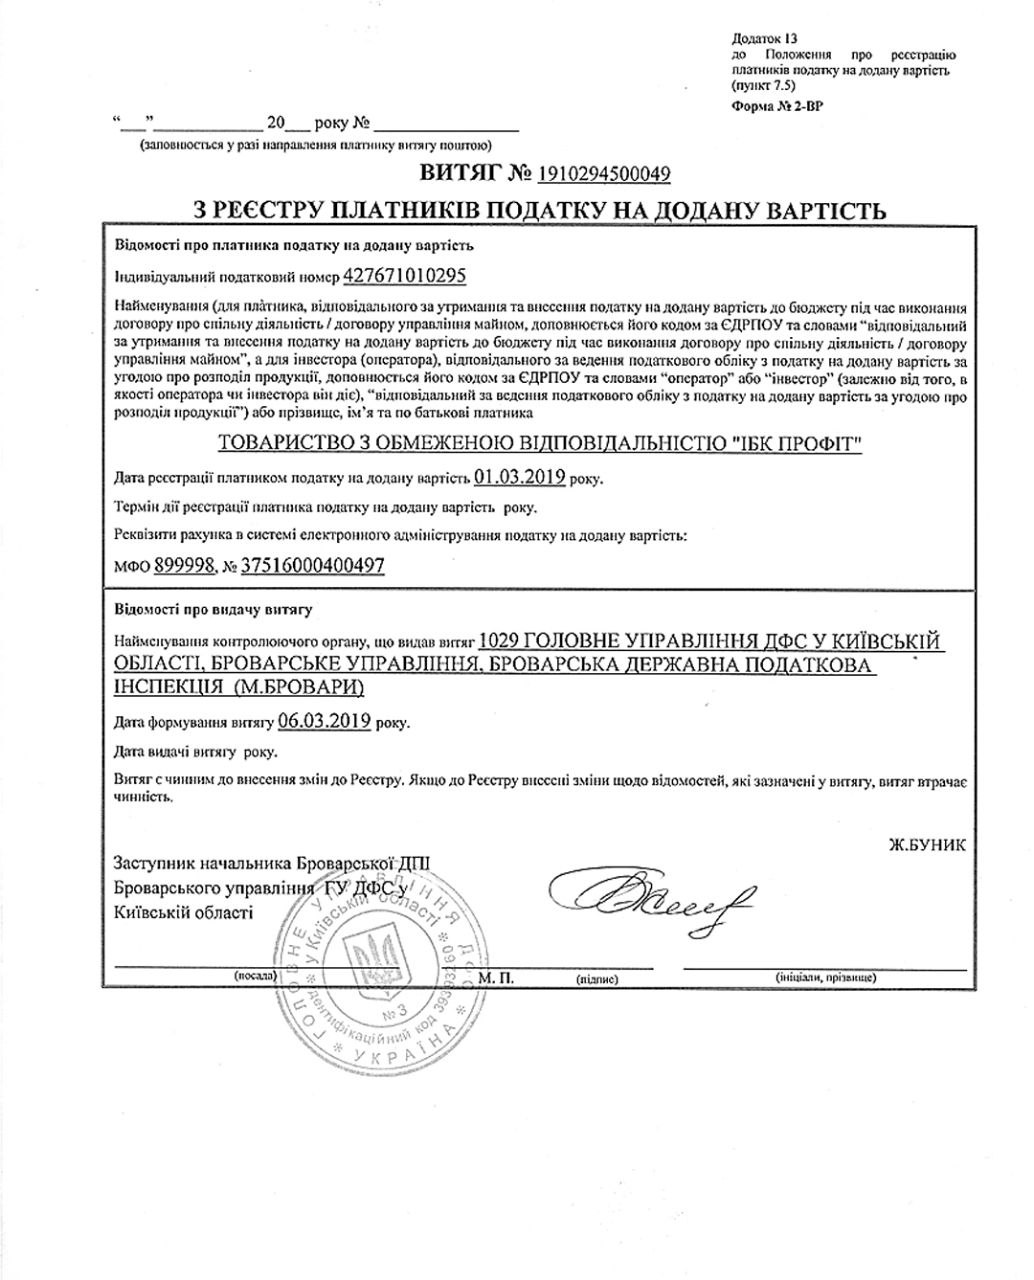 Додаток 13
до Положення про реєстрацію
платників податку на додану вартість
(пункт 7.5)
Форма № 2-ВР
“___”____________ 20___ року № ________________
(заповнюється у разі направлення платнику витягу поштою)
ВИТЯГ № 1910294500049
З РЕЄСТРУ ПЛАТНИКІВ ПОДАТКУ НА ДОДАНУ ВАРТІСТЬ
Відомості про платника податку на додану вартість
Індивідуальний податковий номер 427671010295
Найменування (для платника, відповідального за утримання та внесення податку на додану вартість до бюджету під час виконання
договору про спільну діяльність / договору управління майном, доповнюється його кодом за ЄДРПОУ та словами “відповідальний
за утримання та внесення податку на додану вартість до бюджету під час виконання договору про спільну діяльність / договору
управління майном”, а для інвестора (оператора), відповідального за ведення податкового обліку з податку на додану вартість за
угодою про розподіл продукції, доповнюється його кодом за ЄДРПОУ та словами “оператор” або “інвестор” (залежно від того, в
якості оператора чи інвестора він діє), “відповідальний за ведення податкового обліку з податку на додану вартість за угодою про
розподіл продукції”) або прізвище, ім’я та по батькові платника
ТОВАРИСТВО З ОБМЕЖЕНОЮ ВІДПОВІДАЛЬНІСТЮ "ІБК ПРОФІТ"
Дата реєстрації платником податку на додану вартість 01.03.2019 року.
Термін дії реєстрації платника податку на додану вартість року.
Реквізити рахунка в системі електронного адміністрування податку на додану вартість:
МФО 899998, № 37516000400497
Відомості про видачу витягу
Найменування контролюючого органу, що видав витяг 1029 ГОЛОВНЕ УПРАВЛІННЯ ДФС У КИЇВСЬКІЙ
ОБЛАСТІ, БРОВАРСЬКЕ УПРАВЛІННЯ, БРОВАРСЬКА ДЕРЖАВНА ПОДАТКОВА
ІНСПЕКЦІЯ (М.БРОВАРИ)
Дата формування витягу 06.03.2019 року.
Дата видачі витягу року.
Витяг є чинним до внесення змін до Реєстру. Якщо до Реєстру внесені зміни щодо відомостей, які зазначені у витягу, витяг втрачає
чинність.
Ж.БУНИК
Заступник начальника Броварської ДПІ
Броварського управління ГУ ДФС у
Київській області
(посада) М. П. (підпис) (ініціали, прізвище)
ГОЛОВНЕ УПРАВЛІННЯ ДФС
у Київській області
ідентифікаційний код 39393260
№ 3
УКРАЇНА